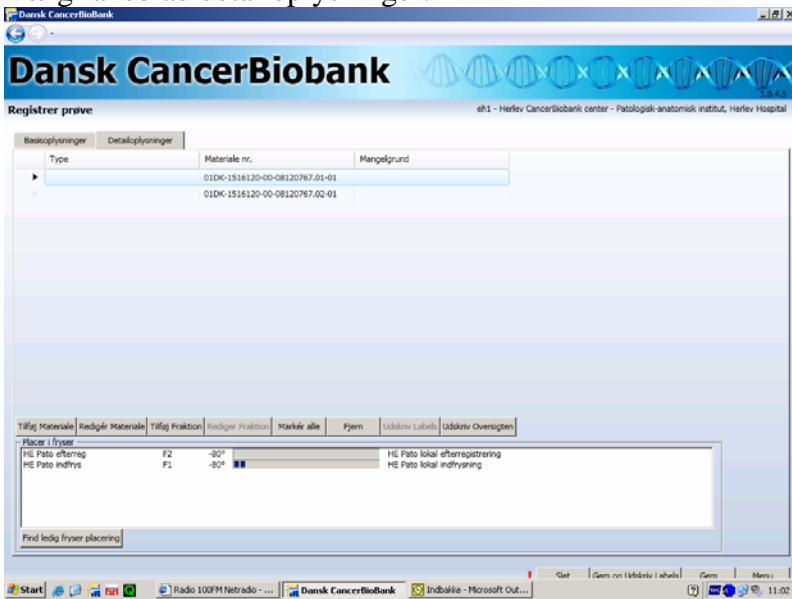 Dansk CancerBioBank
Dansk CancerBiobank
1.0.4.5
Registrer prøve
eh1 - Herlev CancerBiobank center - Patologisk-anatomisk institut, Herlev Hospital
Basisoplysninger Detailoplysninger
Type Materiale nr. Mangelgrund
01DK-1516120-00-08120767.01-01
01DK-1516120-00-08120767.02-01
Tilføj Materiale Redigér Materiale Tilføj Fraktion Rediger Fraktion Markér alle Fjern Udskriv Labels Udskriv Oversigten
Placer i fryser
HE Pato efterreg F2 -80° HE Pato lokal efterregistrering
HE Pato indfrys F1 -80° HE Pato lokal indfrysning
Find ledig fryser placering
! Slet Gem og Udskriv Labels Gem Menu
Start Radio 100FM Netradio - ... Dansk CancerBioBank Indbakke - Microsoft Out... 11:02